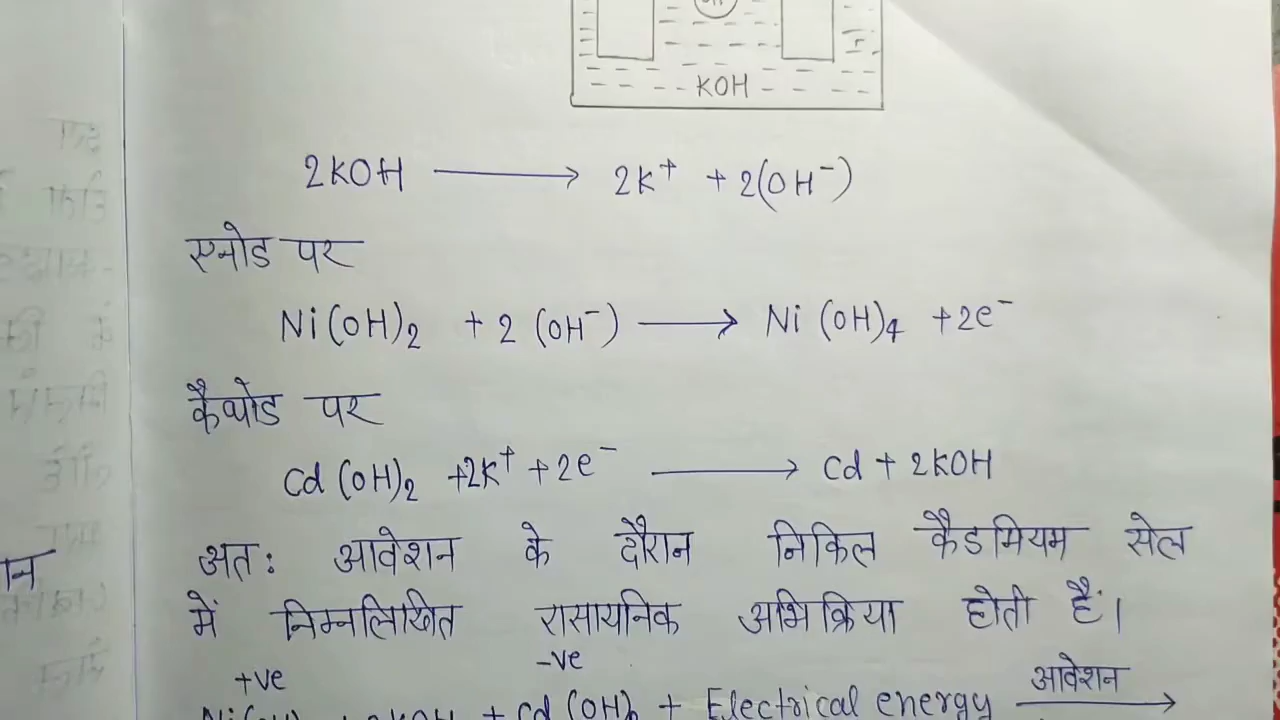 KOH
2KOH ⟶ 2K⁺ + 2(OH⁻)
एनोड पर
Ni(OH)₂ + 2(OH⁻) ⟶ Ni(OH)₄ + 2e⁻
कैथोड पर
Cd(OH)₂ + 2K⁺ + 2e⁻ ⟶ Cd + 2KOH
अतः आवेशन के दौरान निकिल कैडमियम सेल
में निम्नलिखित रासायनिक अभिक्रिया होती हैं।
+ve -ve
+ Cd(OH)₂ + Electrical energy आवेशन ⟶